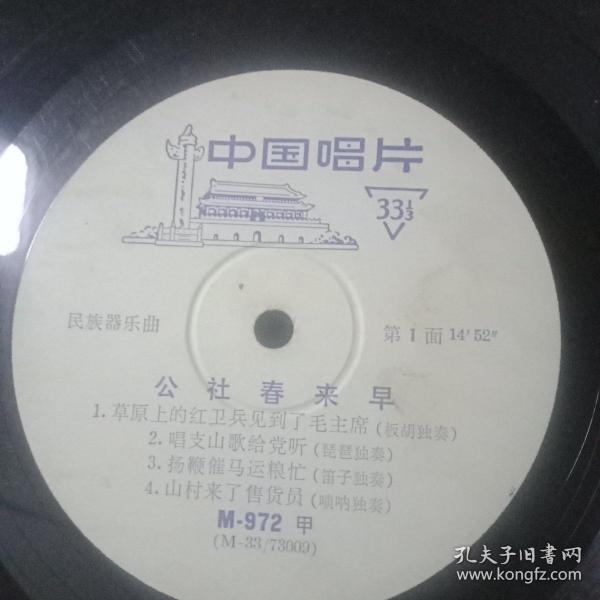 中国唱片
33⅓
民族器乐曲
第1面 14′52″
公社春来早
1.草原上的红卫兵见到了毛主席(板胡独奏)
2.唱支山歌给党听(琵琶独奏)
3.扬鞭催马运粮忙(笛子独奏)
4.山村来了售货员(唢呐独奏)
M-972 甲
(M-33/73009)
孔夫子旧书网
www.kongfz.com